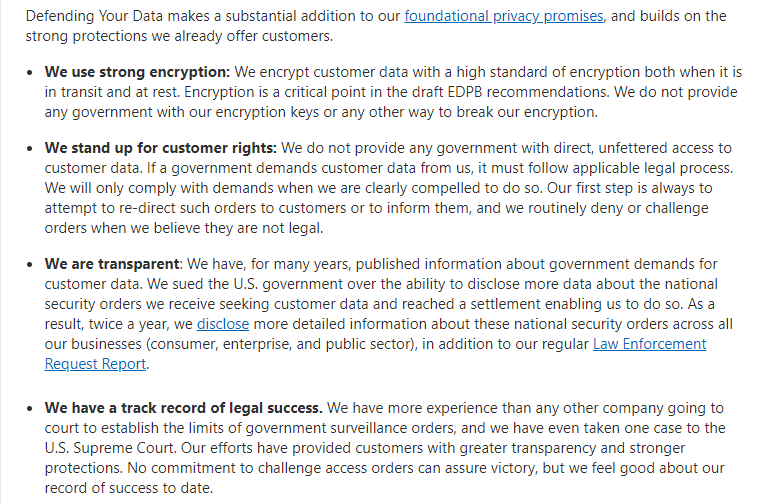 Defending Your Data makes a substantial addition to our foundational privacy promises, and builds on the
strong protections we already offer customers.
• We use strong encryption: We encrypt customer data with a high standard of encryption both when it is
in transit and at rest. Encryption is a critical point in the draft EDPB recommendations. We do not provide
any government with our encryption keys or any other way to break our encryption.
• We stand up for customer rights: We do not provide any government with direct, unfettered access to
customer data. If a government demands customer data from us, it must follow applicable legal process.
We will only comply with demands when we are clearly compelled to do so. Our first step is always to
attempt to re-direct such orders to customers or to inform them, and we routinely deny or challenge
orders when we believe they are not legal.
• We are transparent: We have, for many years, published information about government demands for
customer data. We sued the U.S. government over the ability to disclose more data about the national
security orders we receive seeking customer data and reached a settlement enabling us to do so. As a
result, twice a year, we disclose more detailed information about these national security orders across all
our businesses (consumer, enterprise, and public sector), in addition to our regular Law Enforcement
Request Report.
• We have a track record of legal success. We have more experience than any other company going to
court to establish the limits of government surveillance orders, and we have even taken one case to the
U.S. Supreme Court. Our efforts have provided customers with greater transparency and stronger
protections. No commitment to challenge access orders can assure victory, but we feel good about our
record of success to date.